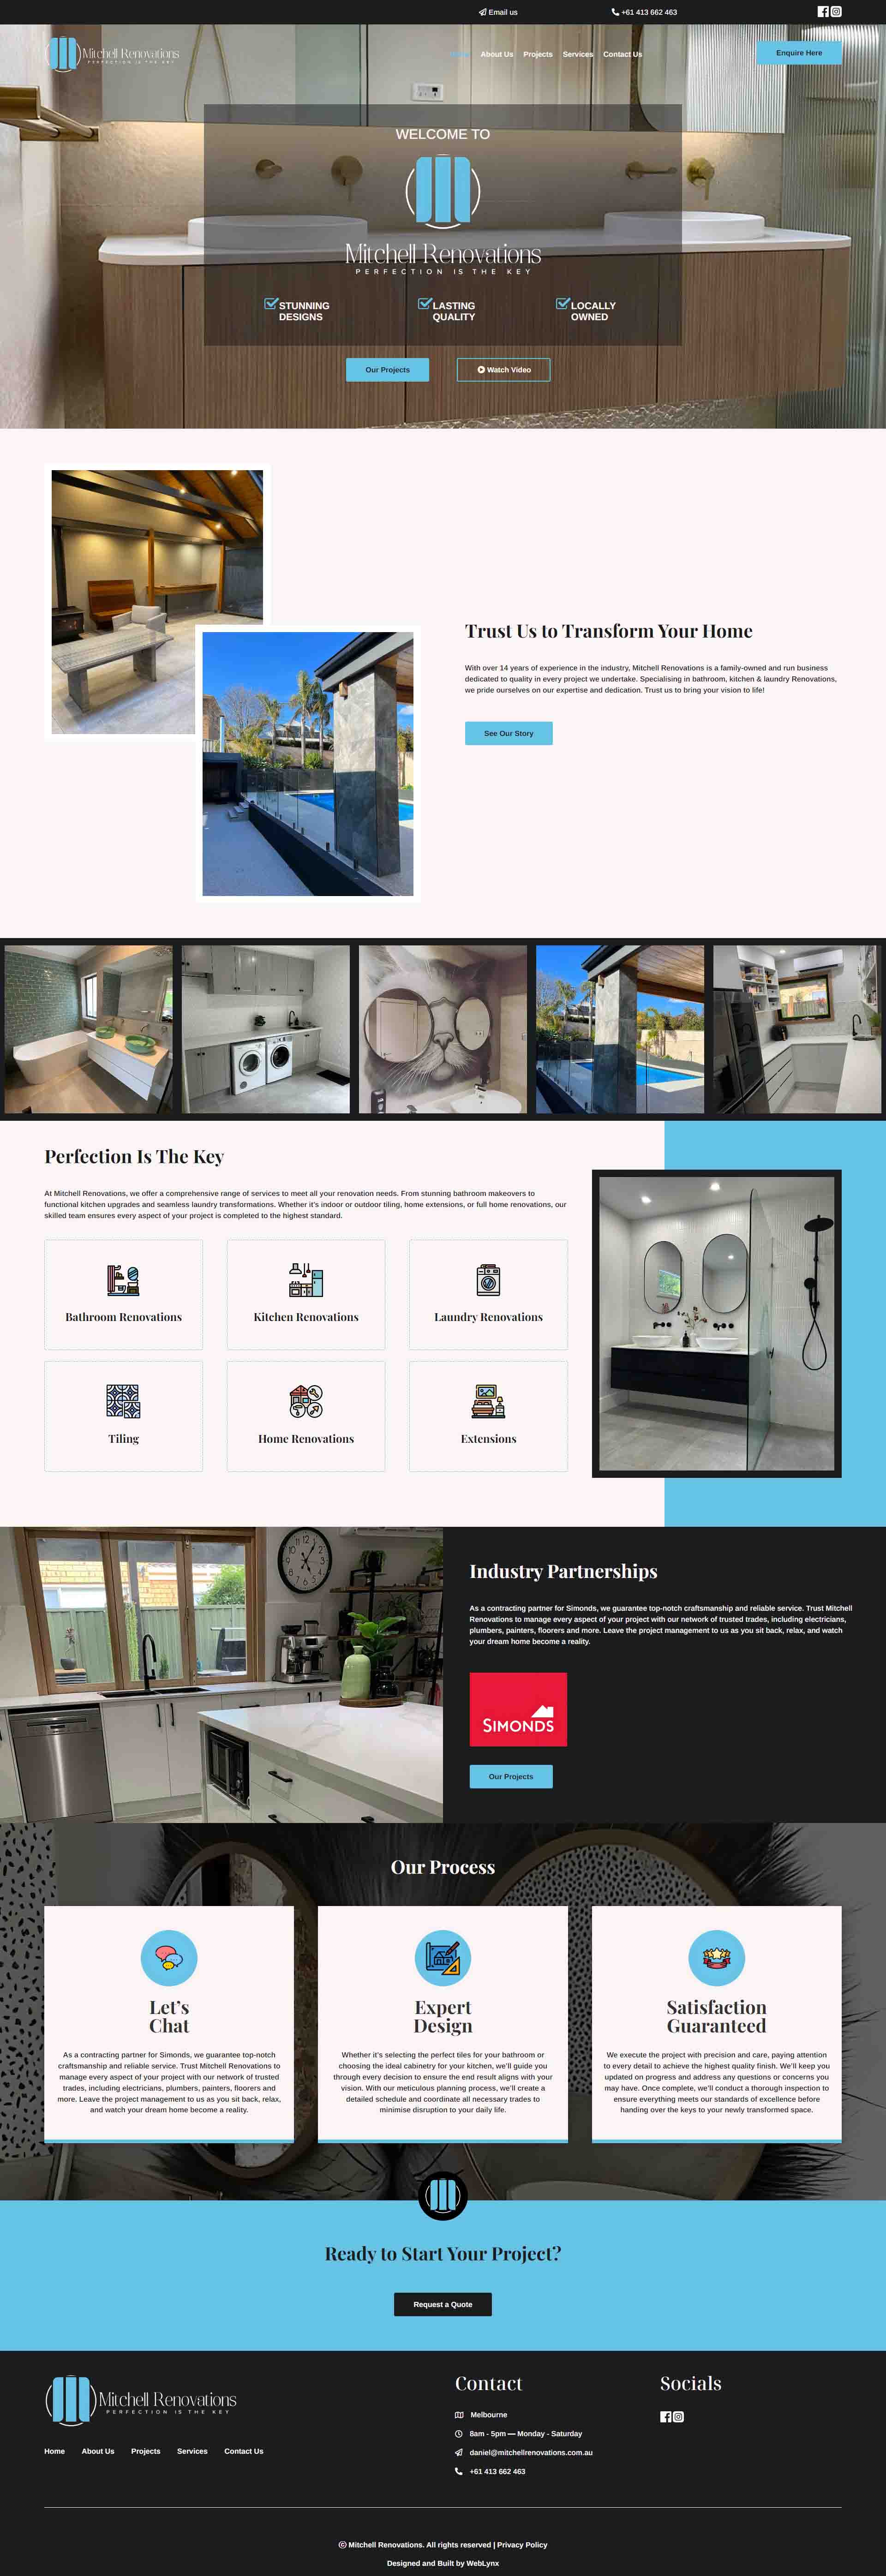 Email us
+61 413 662 463
Mitchell Renovations
PERFECTION IS THE KEY
Home
About Us
Projects
Services
Contact Us
Enquire Here
WELCOME TO
Mitchell Renovations
PERFECTION IS THE KEY
STUNNING
DESIGNS
LASTING
QUALITY
LOCALLY
OWNED
Our Projects
Watch Video
Trust Us to Transform Your Home
With over 14 years of experience in the industry, Mitchell Renovations is a family-owned and run business
dedicated to quality in every project we undertake. Specialising in bathroom, kitchen & laundry Renovations,
we pride ourselves on our expertise and dedication. Trust us to bring your vision to life!
See Our Story
Perfection Is The Key
At Mitchell Renovations, we offer a comprehensive range of services to meet all your renovation needs. From stunning bathroom makeovers to
functional kitchen upgrades and seamless laundry transformations. Whether it's indoor or outdoor tiling, home extensions, or full home renovations, our
skilled team ensures every aspect of your project is completed to the highest standard.
Bathroom Renovations
Kitchen Renovations
Laundry Renovations
Tiling
Home Renovations
Extensions
Industry Partnerships
As a contracting partner for Simonds, we guarantee top-notch craftsmanship and reliable service. Trust Mitchell
Renovations to manage every aspect of your project with our network of trusted trades, including electricians,
plumbers, painters, floorers and more. Leave the project management to us as you sit back, relax, and watch
your dream home become a reality.
SIMONDS
Our Projects
Our Process
Let's
Chat
As a contracting partner for Simonds, we guarantee top-notch
craftsmanship and reliable service. Trust Mitchell Renovations to
manage every aspect of your project with our network of trusted
trades, including electricians, plumbers, painters, floorers and
more. Leave the project management to us as you sit back, relax,
and watch your dream home become a reality.
Expert
Design
Whether it's selecting the perfect tiles for your bathroom or
choosing the ideal cabinetry for your kitchen, we'll guide you
through every decision to ensure the end result aligns with your
vision. With our meticulous planning process, we'll create a
detailed schedule and coordinate all necessary trades to
minimise disruption to your daily life.
Satisfaction
Guaranteed
We execute the project with precision and care, paying attention
to every detail to achieve the highest quality finish. We'll keep you
updated on progress and address any questions or concerns you
may have. Once complete, we'll conduct a thorough inspection to
ensure everything meets our standards of excellence before
handing over the keys to your newly transformed space.
Ready to Start Your Project?
Request a Quote
Mitchell Renovations
PERFECTION IS THE KEY
Home
About Us
Projects
Services
Contact Us
Contact
Melbourne
8am - 5pm — Monday - Saturday
daniel@mitchellrenovations.com.au
+61 413 662 463
Socials
© Mitchell Renovations. All rights reserved | Privacy Policy
Designed and Built by WebLynx